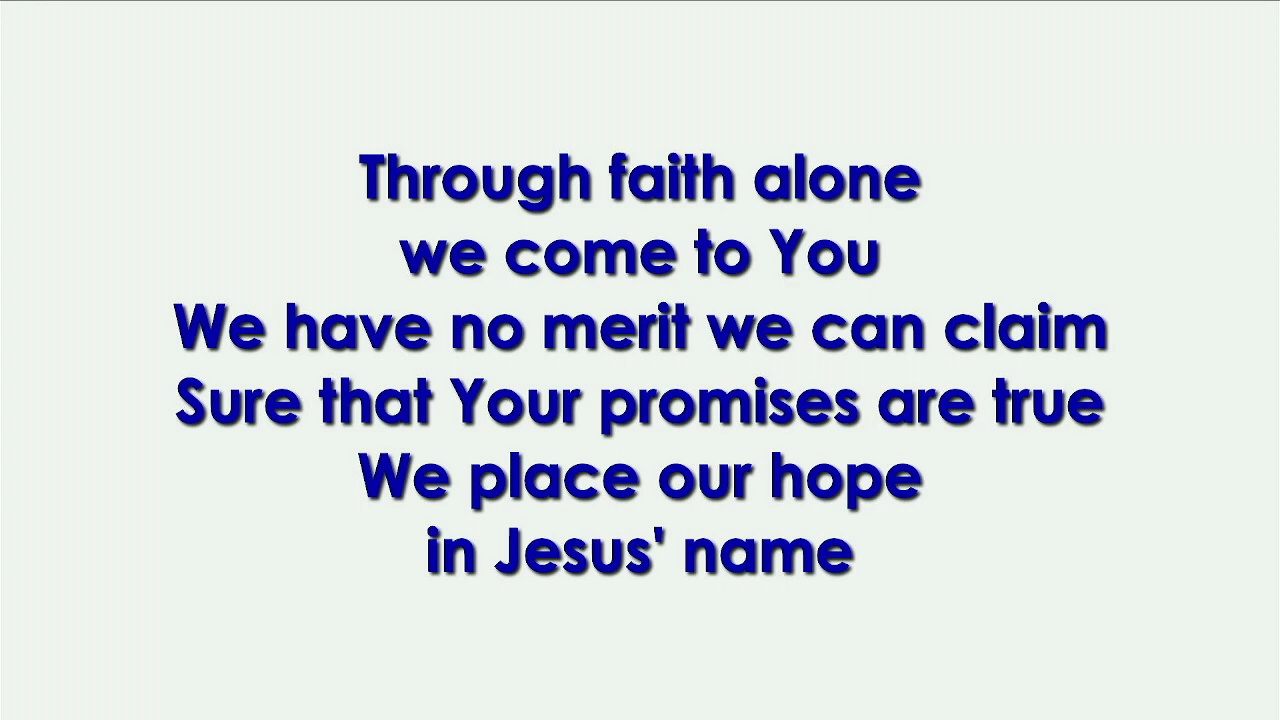 Through faith alone
we come to You
We have no merit we can claim
Sure that Your promises are true
We place our hope
in Jesus' name